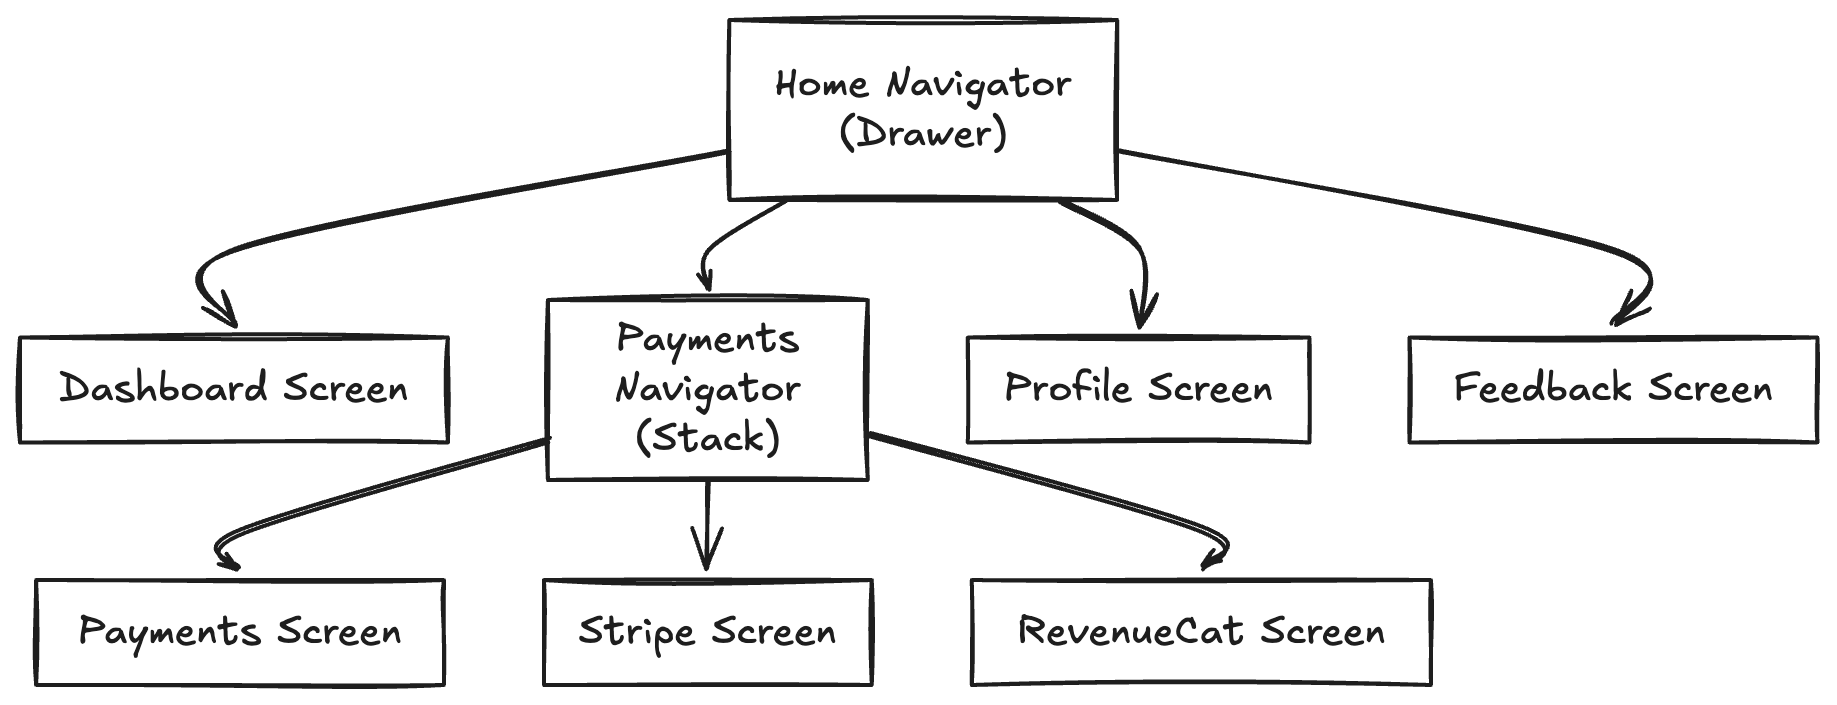 Home Navigator
(Drawer)
Dashboard Screen
Payments
Navigator
(Stack)
Profile Screen
Feedback Screen
Payments Screen
Stripe Screen
RevenueCat Screen